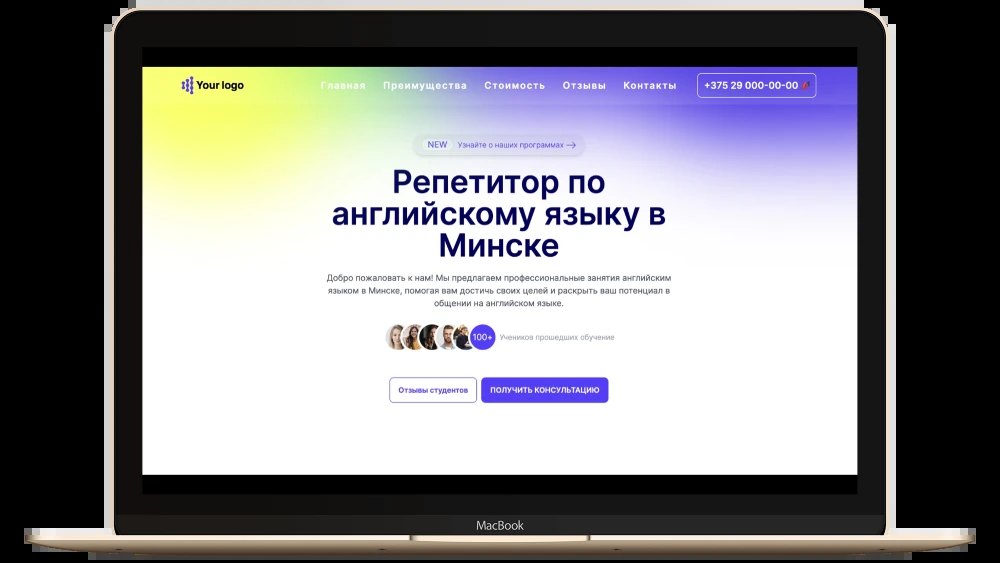 Your logo
Главная Преимущества Стоимость Отзывы Контакты
+375 29 000-00-00
NEW Узнайте о наших программах →
Репетитор по
английскому языку в
Минске
Добро пожаловать к нам! Мы предлагаем профессиональные занятия английским
языком в Минске, помогая вам достичь своих целей и раскрыть ваш потенциал в
общении на английском языке.
100+ Учеников прошедших обучение
Отзывы студентов
ПОЛУЧИТЬ КОНСУЛЬТАЦИЮ
MacBook